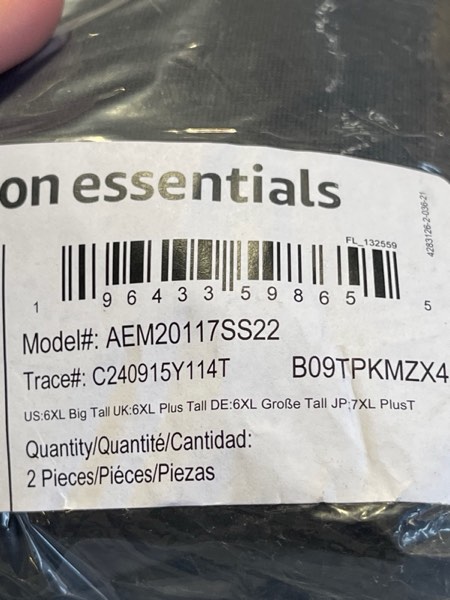 on essentials
FL_132559
4283126-2-036-21
1 96433 59865 5
Model#: AEM20117SS22
Trace#: C240915Y114T B09TPKMZX4
US:6XL Big Tall UK:6XL Plus Tall DE:6XL Große Tall JP:7XL PlusT
Quantity/Quantité/Cantidad:
2 Pieces/Piéces/Piezas